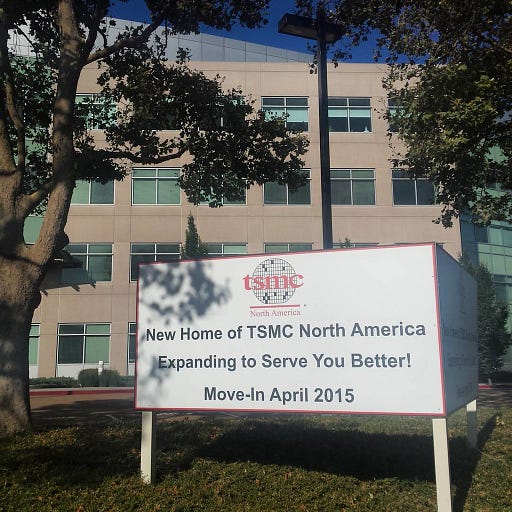 tsmc
North America
New Home of TSMC North America
Expanding to Serve You Better!
Move-In April 2015